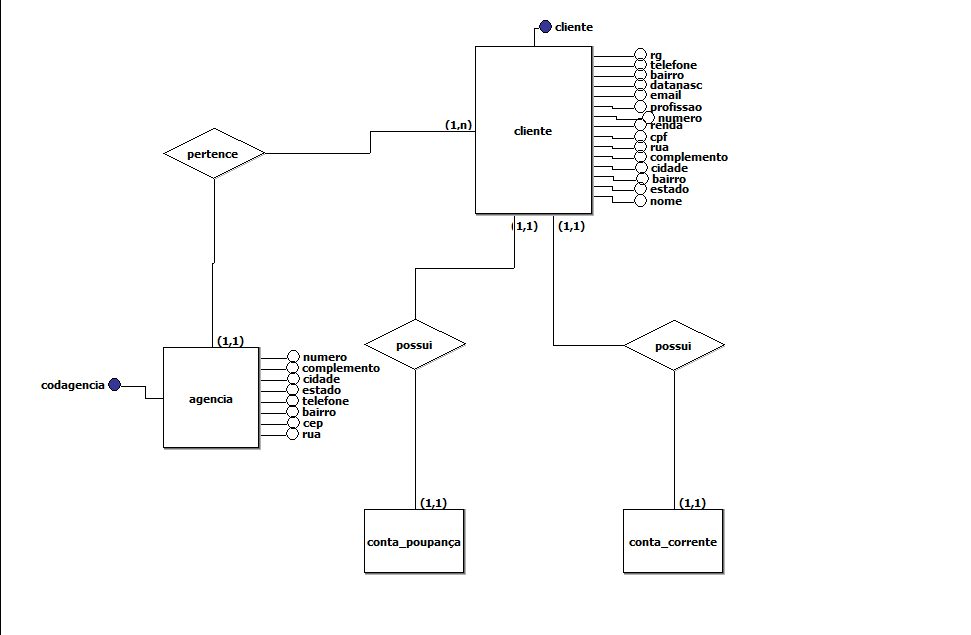 cliente
rg
telefone
bairro
datanasc
email
profissao
numero
renda
cpf
rua
complemento
cidade
bairro
estado
nome
cliente
(1,n)
pertence
(1,1)
(1,1)
(1,1)
possui
possui
codagencia
agencia
numero
complemento
cidade
estado
telefone
bairro
cep
rua
(1,1)
(1,1)
conta_poupança
conta_corrente